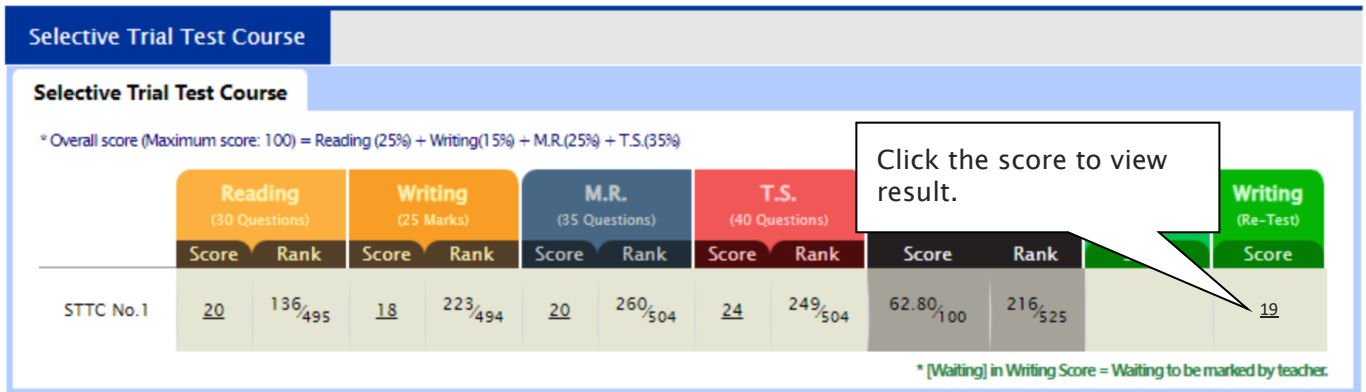 Selective Trial Test Course
Selective Trial Test Course
* Overall score (Maximum score: 100) = Reading (25%) + Writing(15%) + M.R.(25%) + T.S.(35%)
Click the score to view
result.
Reading Writing M.R. T.S. Writing
(30 Questions) (25 Marks) (35 Questions) (40 Questions) (Re-Test)
Score Rank Score Rank Score Rank Score Rank Score Rank Score
STTC No.1 20 136/495 18 223/494 20 260/504 24 249/504 62.80/100 216/525 19
* [Waiting] in Writing Score = Waiting to be marked by teacher.